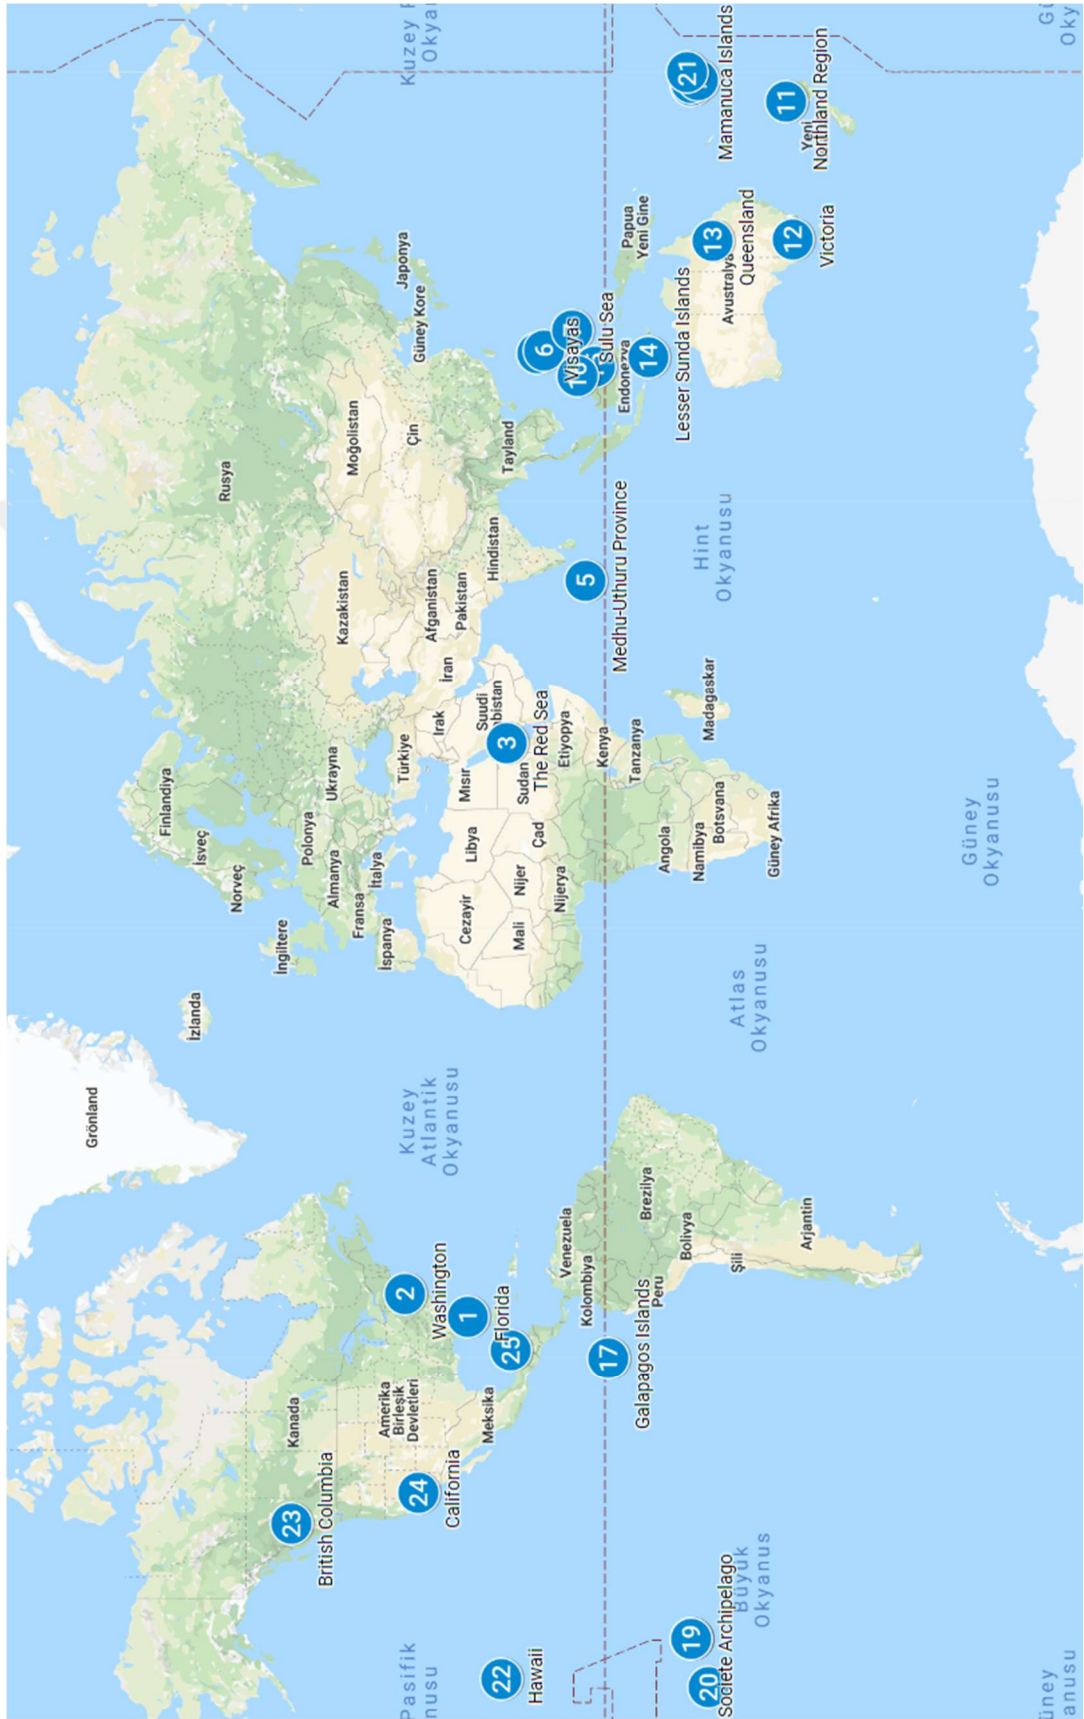 Grönland
İzlanda
Finlandiya
İsveç
Norveç
Rusya
İngiltere
Polonya
Ukrayna
Almanya
Fransa
İtalya
İspanya
Türkiye
Kazakistan
Moğolistan
Çin
Güney Kore
Japonya
Irak
İran
Afganistan
Pakistan
Hindistan
Tayland
Cezayir
Libya
Mısır
Suudi
Mali
Nijer
Çad
Sudan
3
The Red Sea
Nijerya
Etiyopya
Kenya
Tanzanya
Angola
Namibya
Botsvana
Madagaskar
Güney Afrika
5
Medhu-Uthuru Province
6
Visayas
Sulu Sea
Endonezya
14
Lesser Sunda Islands
Papua
Yeni Gine
13
Queensland
Avustralya
12
Victoria
21
Mamanuca Islands
11
Yeni
Northland Region
Hint
Okyanusu
Güney
Okyanusu
Atlas
Okyanusu
Kuzey
Atlantik
Okyanusu
Kanada
23
British Columbia
Amerika
Birleşik
Devletleri
24
California
2
Washington
1
Florida
25
Meksika
Venezuela
Kolombiya
17
Galapagos Islands
Peru
Brezilya
Bolivya
Şili
Arjantin
22
Hawaii
19
20
Societe Archipelago
Büyük
Okyanus
Pasifik